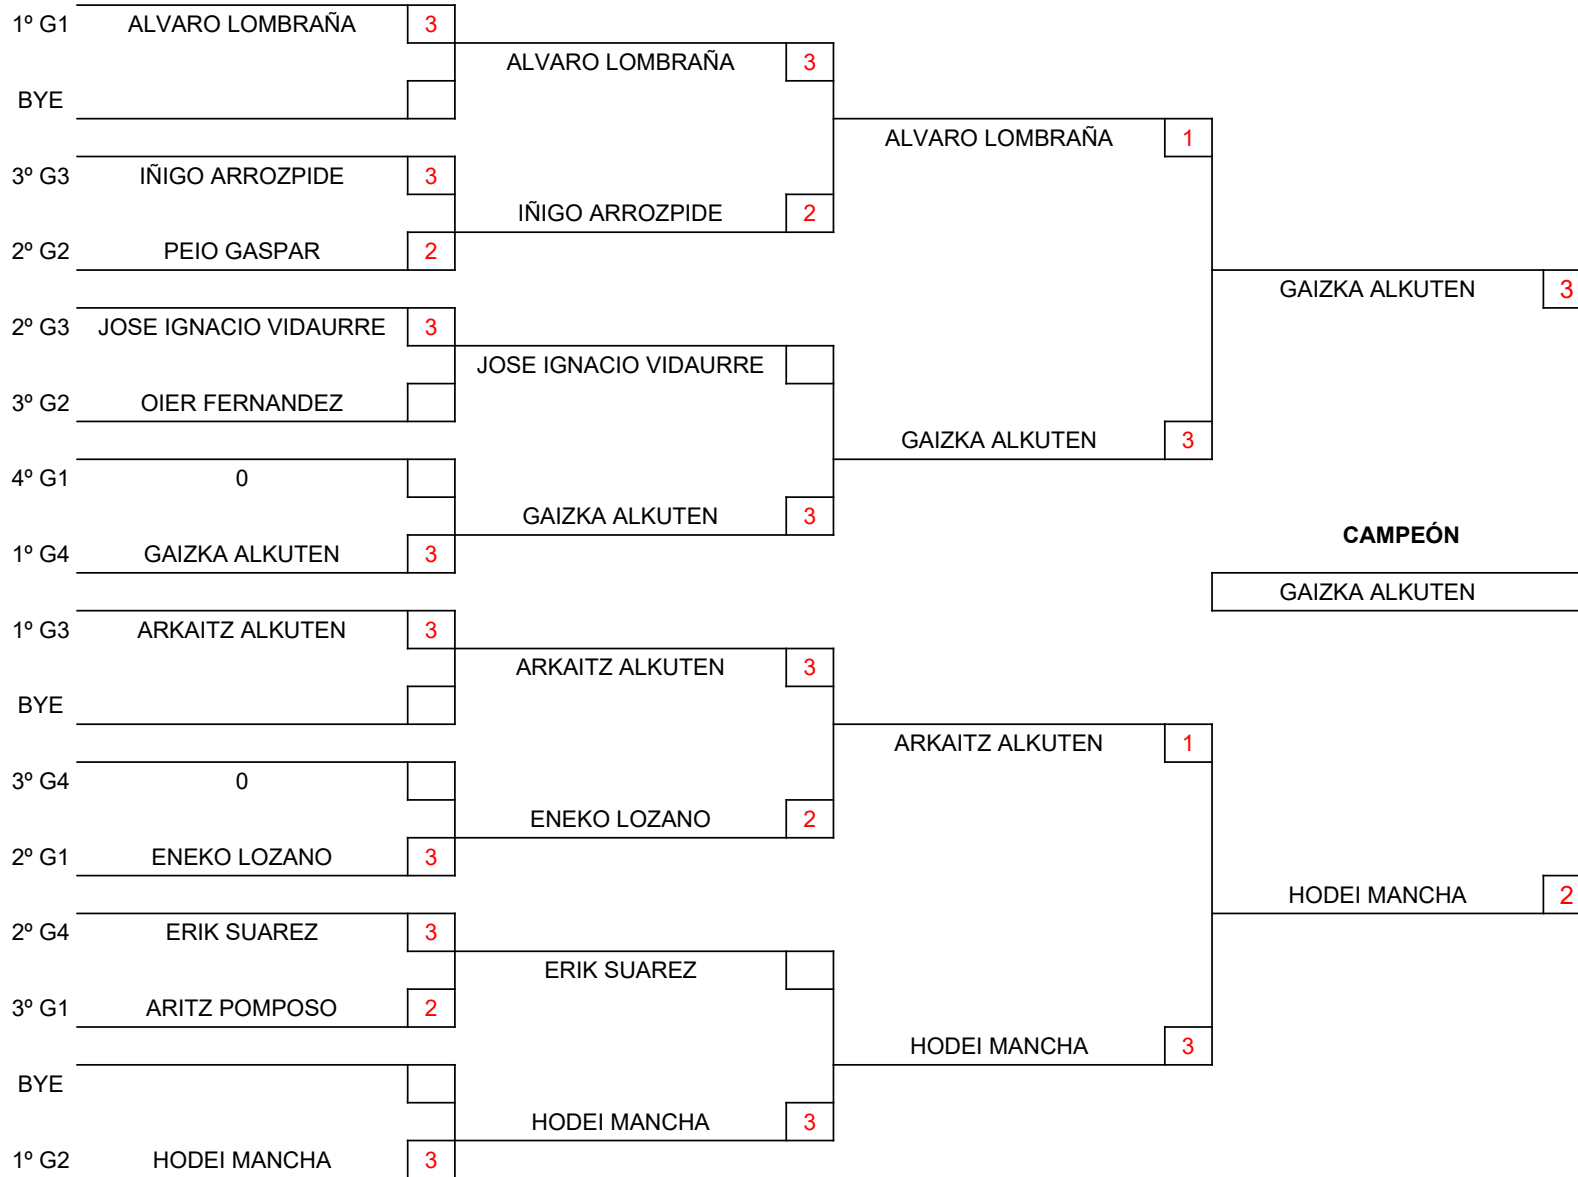 1º G1 ALVARO LOMBRAÑA 3
ALVARO LOMBRAÑA 3
BYE
ALVARO LOMBRAÑA 1
3º G3 IÑIGO ARROZPIDE 3
IÑIGO ARROZPIDE 2
2º G2 PEIO GASPAR 2
GAIZKA ALKUTEN 3
2º G3 JOSE IGNACIO VIDAURRE 3
JOSE IGNACIO VIDAURRE
3º G2 OIER FERNANDEZ
GAIZKA ALKUTEN 3
4º G1 0
GAIZKA ALKUTEN 3
CAMPEÓN
1º G4 GAIZKA ALKUTEN 3
GAIZKA ALKUTEN
1º G3 ARKAITZ ALKUTEN 3
ARKAITZ ALKUTEN 3
BYE
ARKAITZ ALKUTEN 1
3º G4 0
ENEKO LOZANO 2
2º G1 ENEKO LOZANO 3
HODEI MANCHA 2
2º G4 ERIK SUAREZ 3
ERIK SUAREZ
3º G1 ARITZ POMPOSO 2
HODEI MANCHA 3
BYE
HODEI MANCHA 3
1º G2 HODEI MANCHA 3